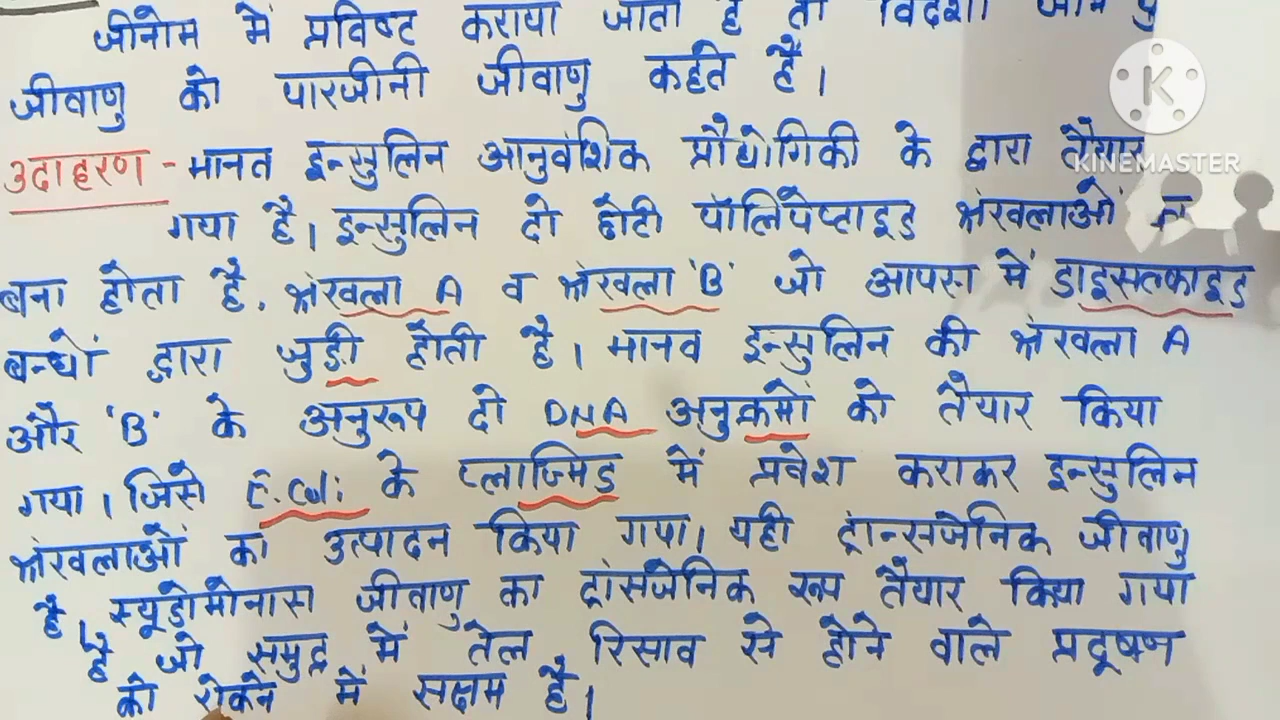 जीनोम में प्रविष्ट कराया जाता है तो विदेशी
जीवाणु को पारजीनी जीवाणु कहते हैं।
उदाहरण - मानव इन्सुलिन आनुवंशिक प्रौद्योगिकी के द्वारा तैयार
गया है। इन्सुलिन दो छोटी पॉलिपेप्टाइड श्रंखलाओं का
बना होता है. श्रंखला A व श्रंखला 'B' जो आपस में डाइसल्फाइड
बन्धों द्वारा जुड़ी होती है। मानव इन्सुलिन की श्रंखला A
और 'B' के अनुरूप दो DNA अनुक्रमों को तैयार किया
गया। जिसे E.Coli के प्लाज्मिड में प्रवेश कराकर इन्सुलिन
श्रंखलाओं का उत्पादन किया गया। यही ट्रान्सजेनिक जीवाणु
है, स्यूडोमोनास जीवाणु का ट्रांसजेनिक रूप तैयार किया गया
है जो समुद्र में तेल रिसाव से होने वाले प्रदूषण
को रोकने में सक्षम है।
K
KINEMASTER